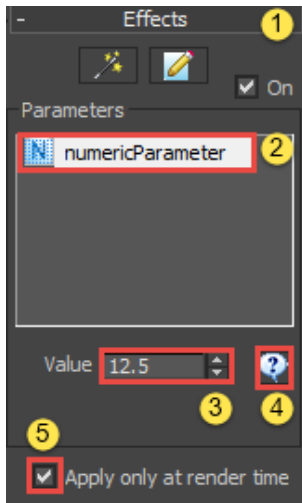 - Effects 1
On
Parameters
N numericParameter 2
Value 12.5 ?
3 4
5
Apply only at render time